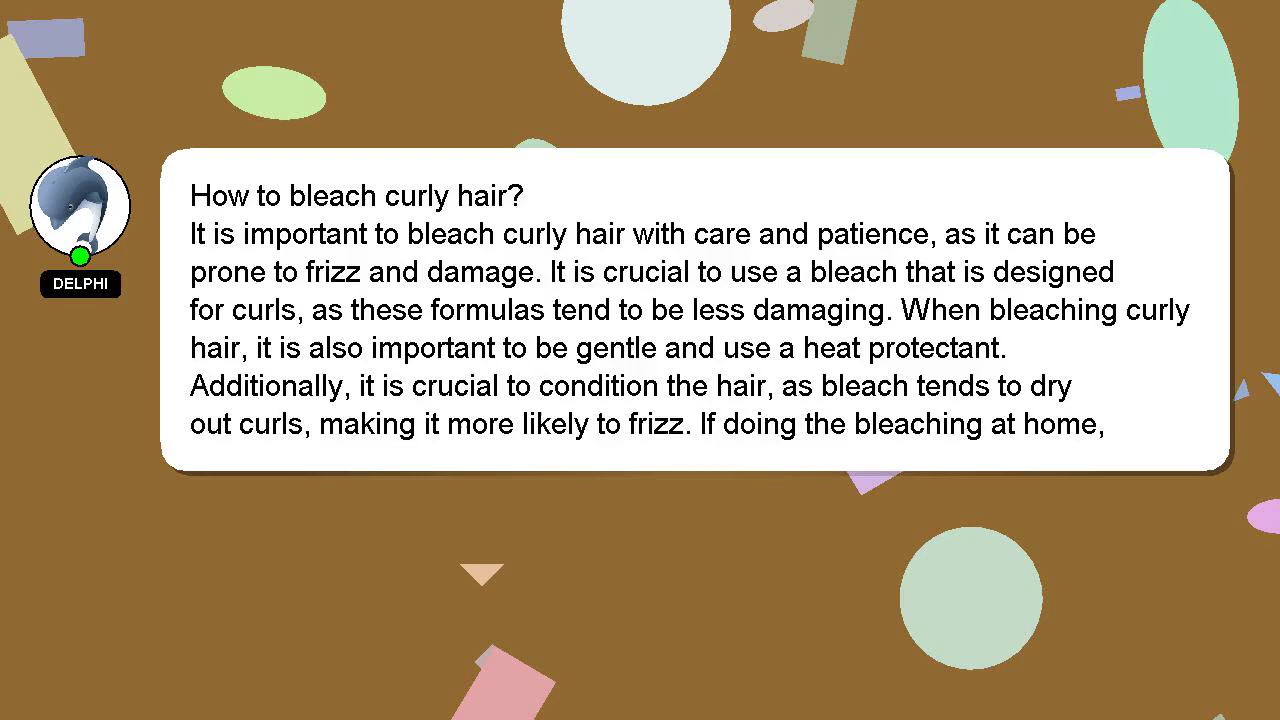 How to bleach curly hair?
It is important to bleach curly hair with care and patience, as it can be
prone to frizz and damage. It is crucial to use a bleach that is designed
for curls, as these formulas tend to be less damaging. When bleaching curly
hair, it is also important to be gentle and use a heat protectant.
Additionally, it is crucial to condition the hair, as bleach tends to dry
out curls, making it more likely to frizz. If doing the bleaching at home,
DELPHI